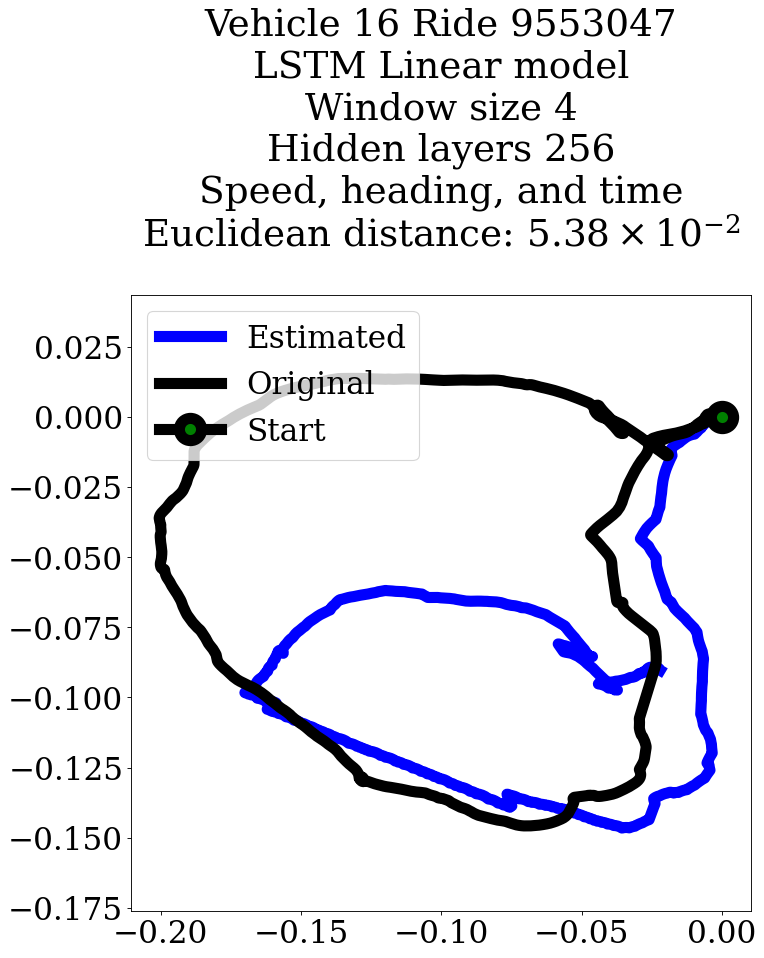 Vehicle 16 Ride 9553047
LSTM Linear model
Window size 4
Hidden layers 256
Speed, heading, and time
Euclidean distance: 5.38 × 10⁻²
Estimated
Original
Start
0.025
0.000
−0.025
−0.050
−0.075
−0.100
−0.125
−0.150
−0.175
−0.20 −0.15 −0.10 −0.05 0.00